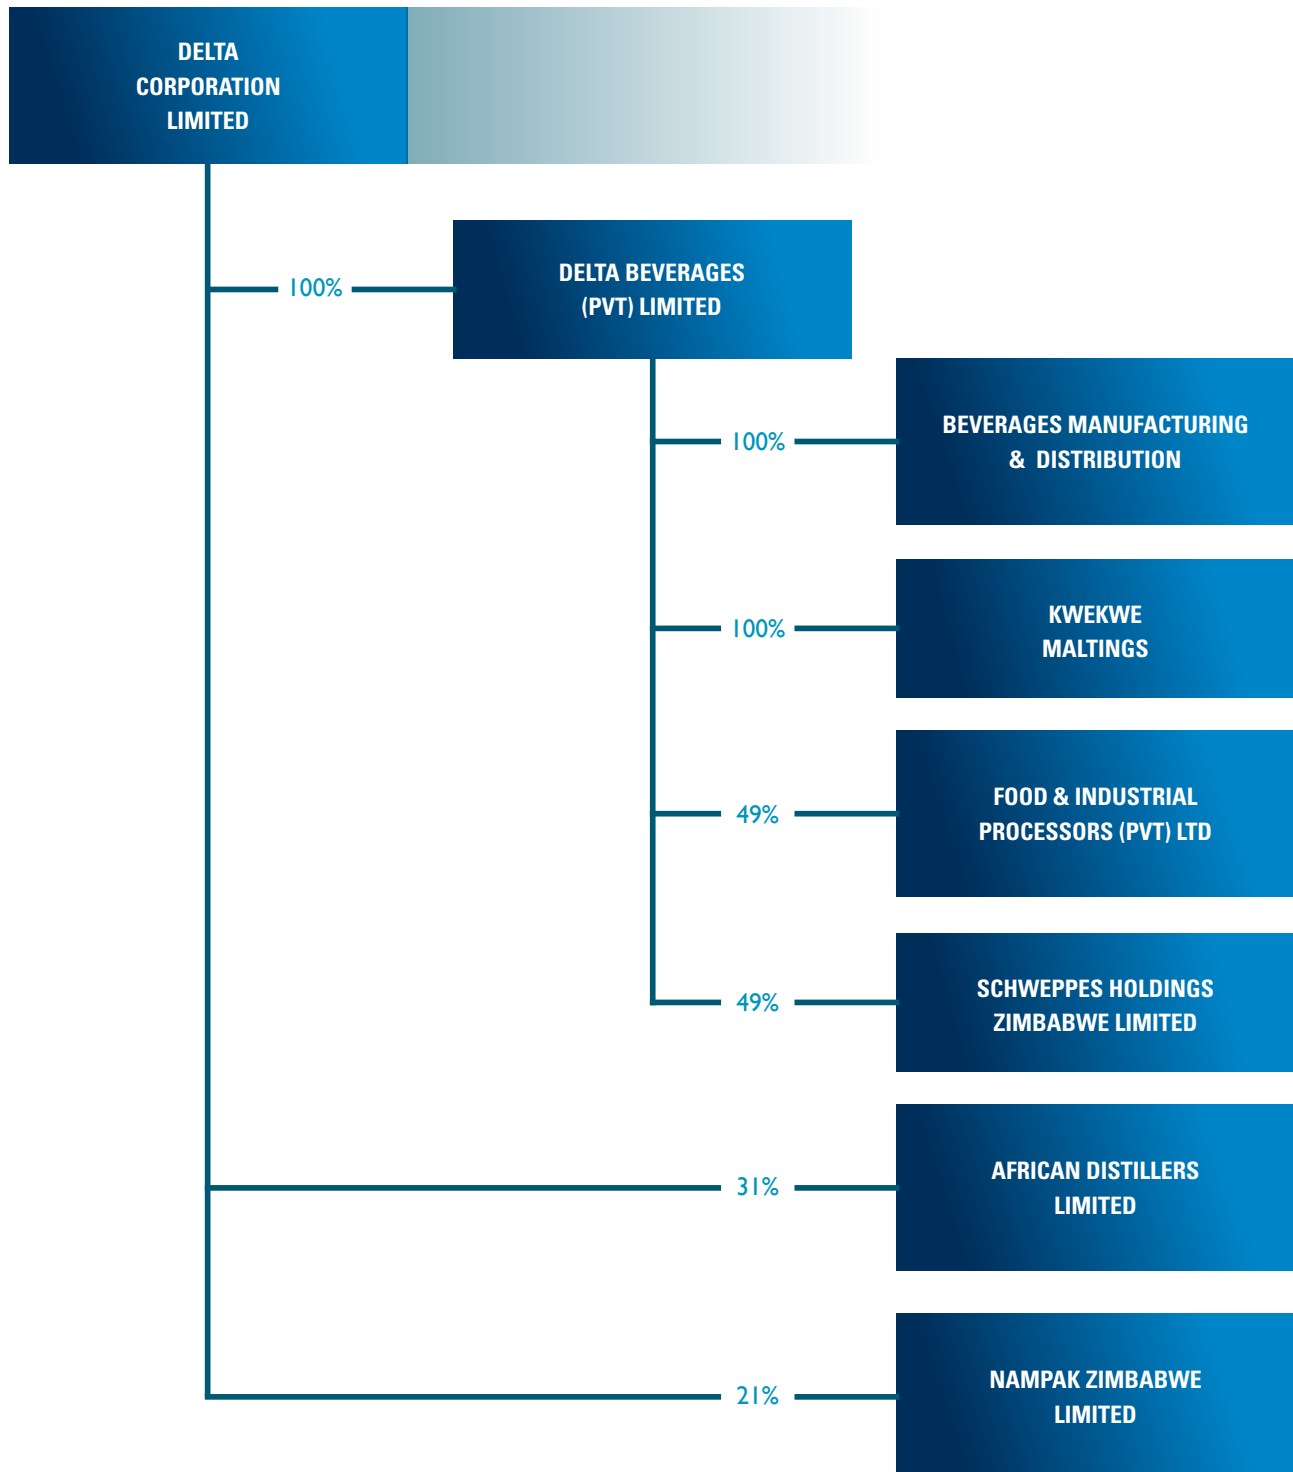 DELTA
CORPORATION
LIMITED
100%
DELTA BEVERAGES
(PVT) LIMITED
100%
BEVERAGES MANUFACTURING
& DISTRIBUTION
100%
KWEKWE
MALTINGS
49%
FOOD & INDUSTRIAL
PROCESSORS (PVT) LTD
49%
SCHWEPPES HOLDINGS
ZIMBABWE LIMITED
31%
AFRICAN DISTILLERS
LIMITED
21%
NAMPAK ZIMBABWE
LIMITED